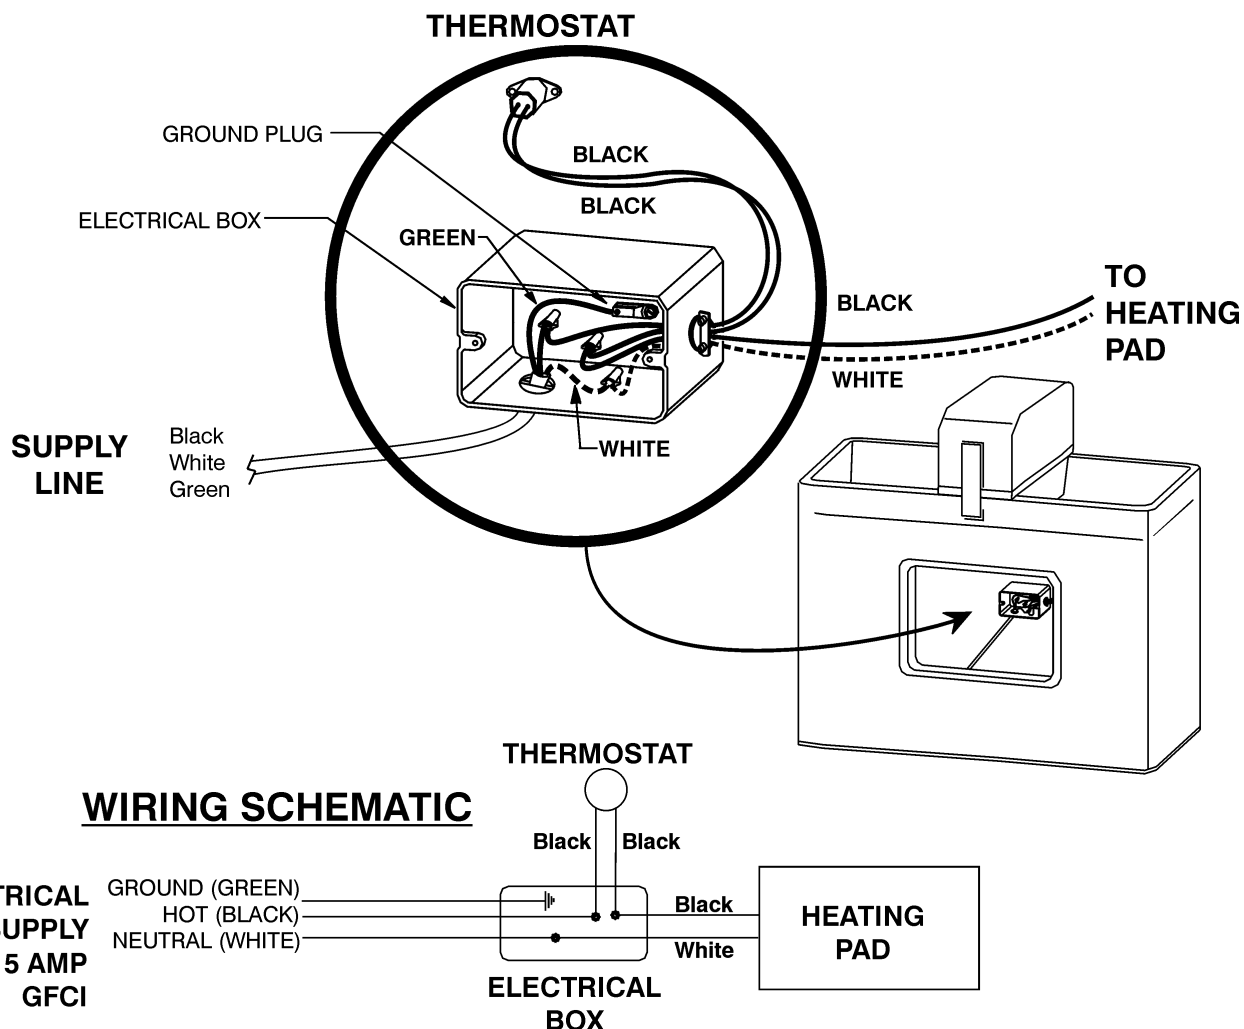 THERMOSTAT
GROUND PLUG
BLACK
BLACK
ELECTRICAL BOX
GREEN
BLACK
TO
HEATING
PAD
WHITE
WHITE
SUPPLY
LINE
Black
White
Green
THERMOSTAT
WIRING SCHEMATIC
Black
Black
TRICAL
UPPLY
5 AMP
GFCI
GROUND (GREEN)
HOT (BLACK)
NEUTRAL (WHITE)
Black
White
HEATING
PAD
ELECTRICAL
BOX